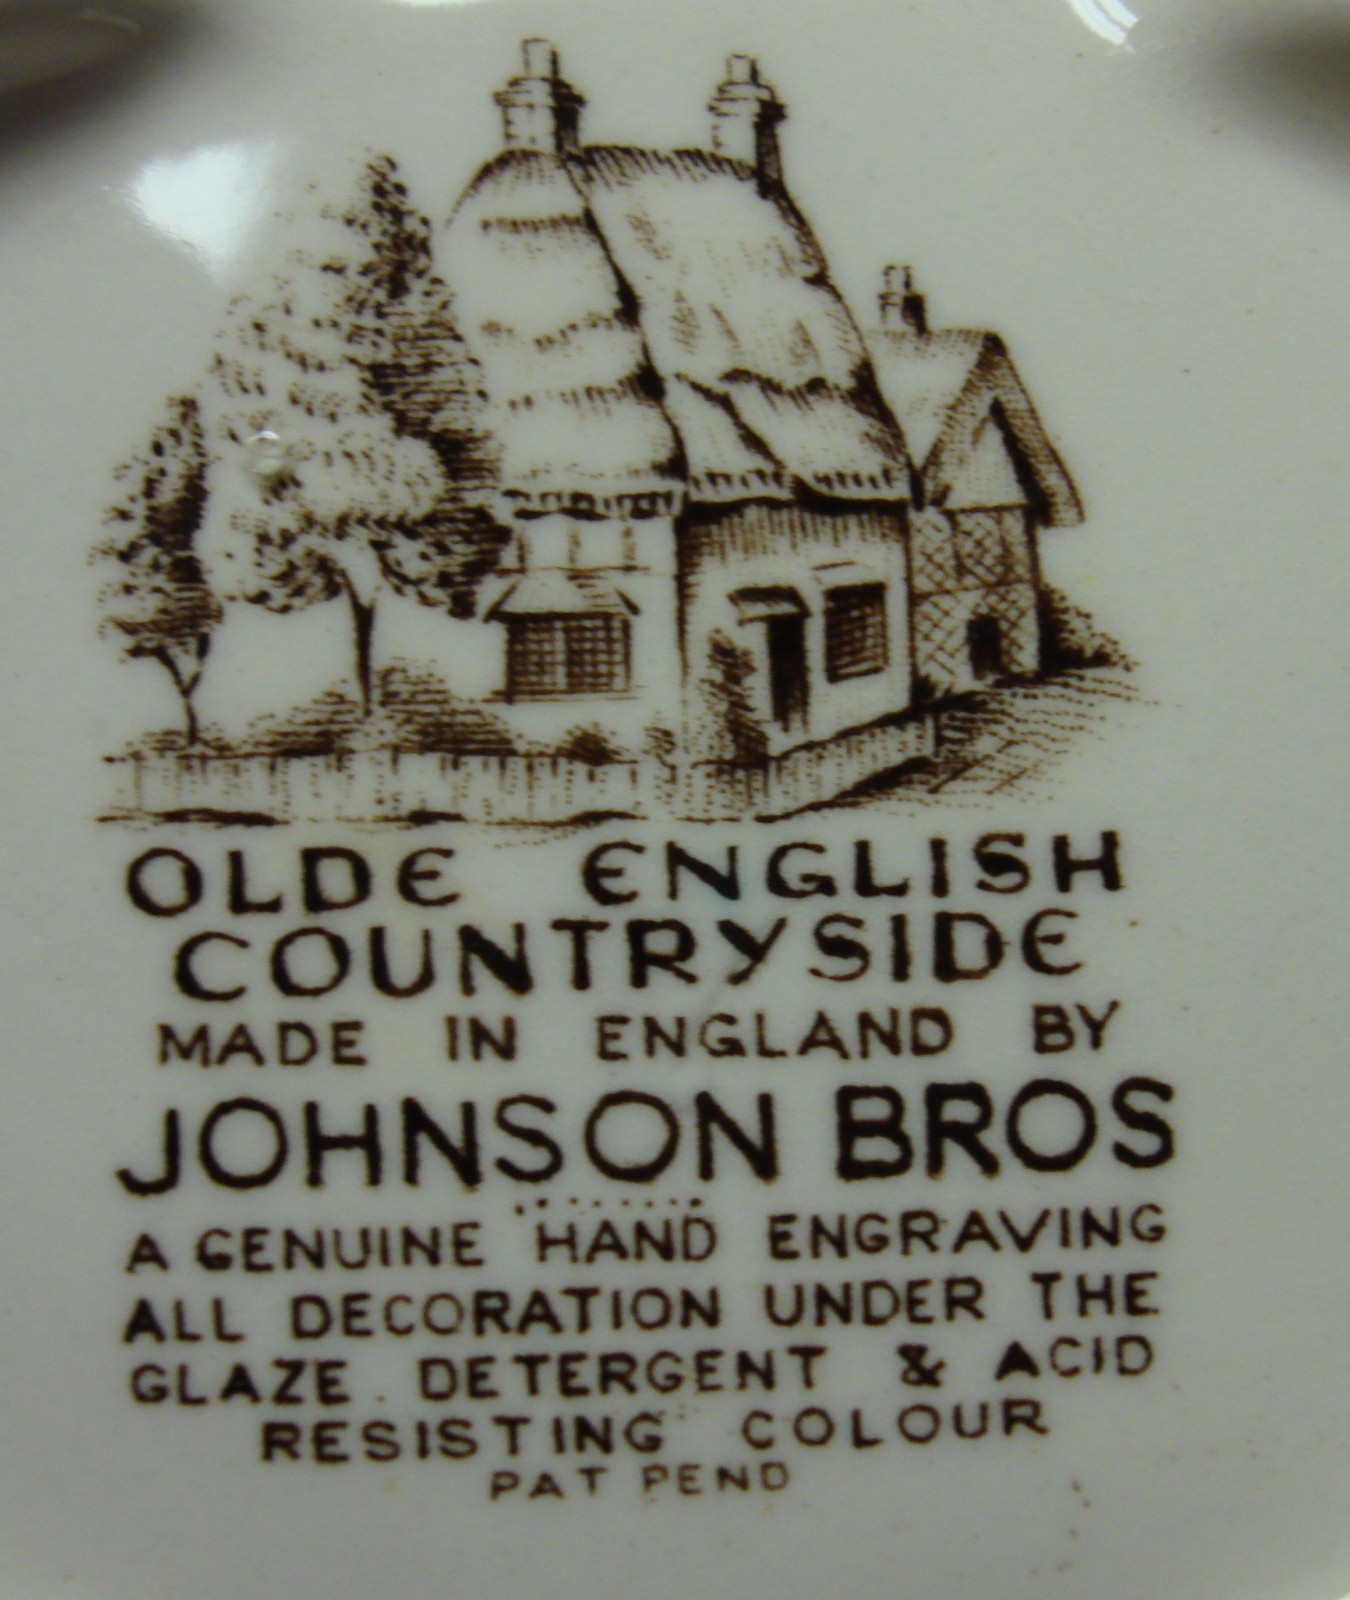 OLDE ENGLISH
COUNTRYSIDE
MADE IN ENGLAND BY
JOHNSON BROS
A GENUINE HAND ENGRAVING
ALL DECORATION UNDER THE
GLAZE. DETERGENT & ACID
RESISTING COLOUR
PAT PEND